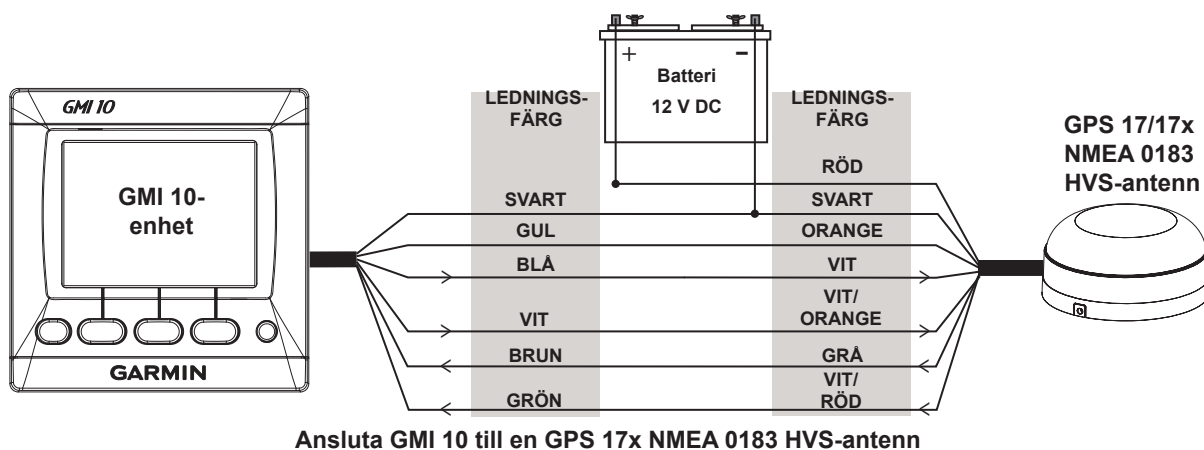 GMI 10
GMI 10-
enhet
GARMIN
LEDNINGS-
FÄRG
+
–
Batteri
12 V DC
LEDNINGS-
FÄRG
GPS 17/17x
NMEA 0183
HVS-antenn
RÖD
SVART
SVART
GUL
ORANGE
BLÅ
VIT
VIT
VIT/
ORANGE
BRUN
GRÅ
GRÖN
VIT/
RÖD
Ansluta GMI 10 till en GPS 17x NMEA 0183 HVS-antenn